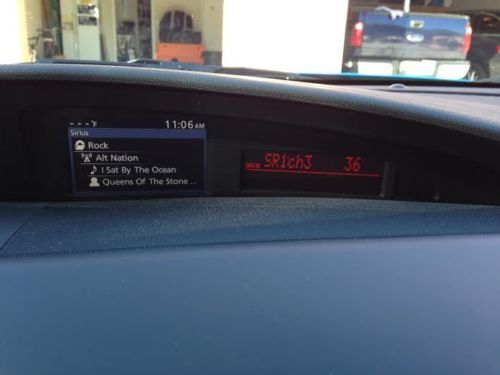 - - - °F 11:06 AM
Sirius
Rock
Alt Nation
I Sat By The Ocean
Queens Of The Stone ...
SR1ch3 36